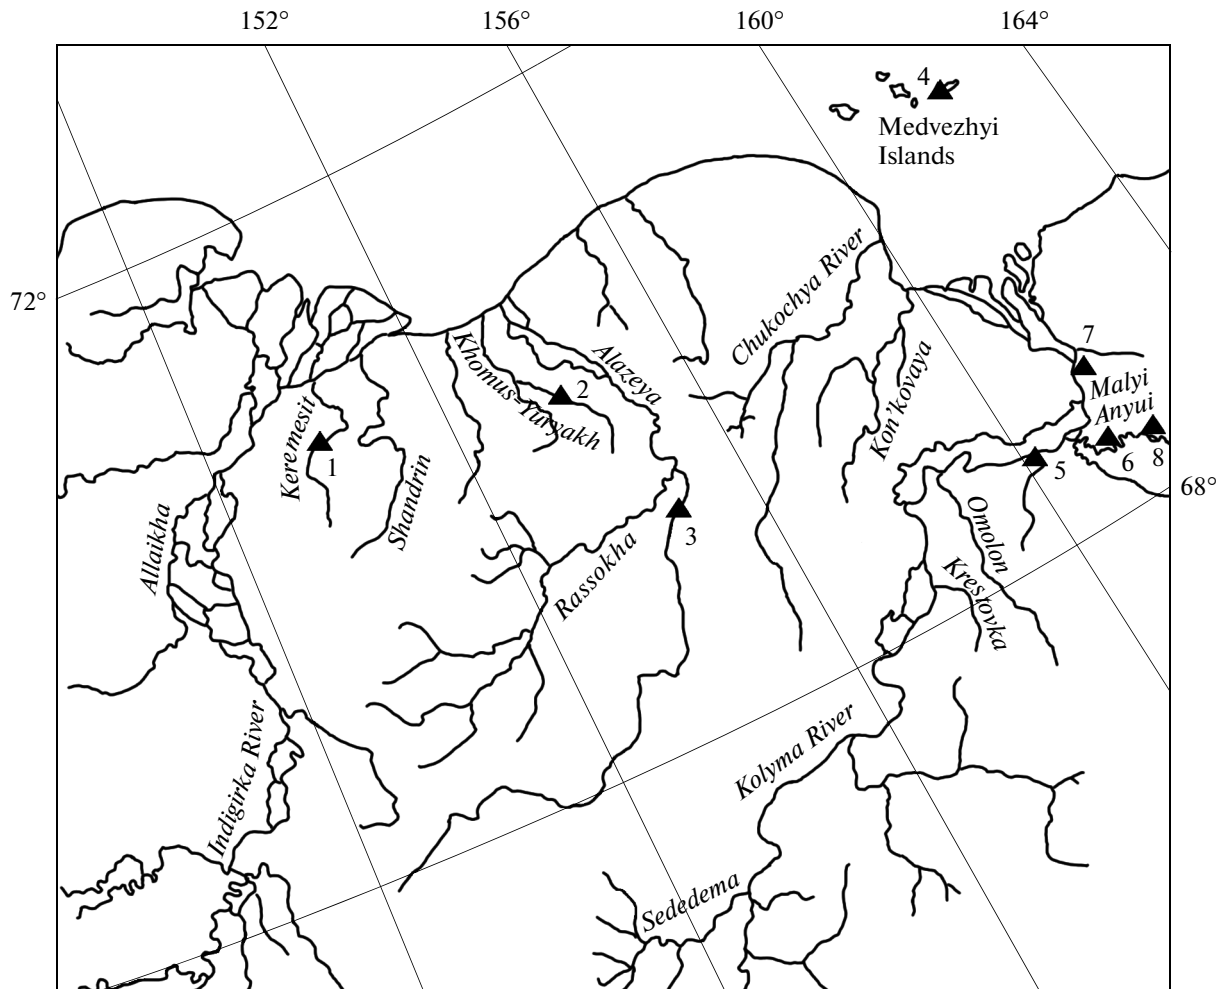 152° 156° 160° 164°
4
Medvezhyi
Islands
72°
Chukochya River
7
Khomus-Yuryakh
Alazeya
Kon'kovaya
Malyi
Anyui
2
Keremesit
1
Shandrin
5
6
8
68°
Omolon
3
Allaikha
Rassokha
Krestovka
Indigirka River
Kolyma River
Sededema